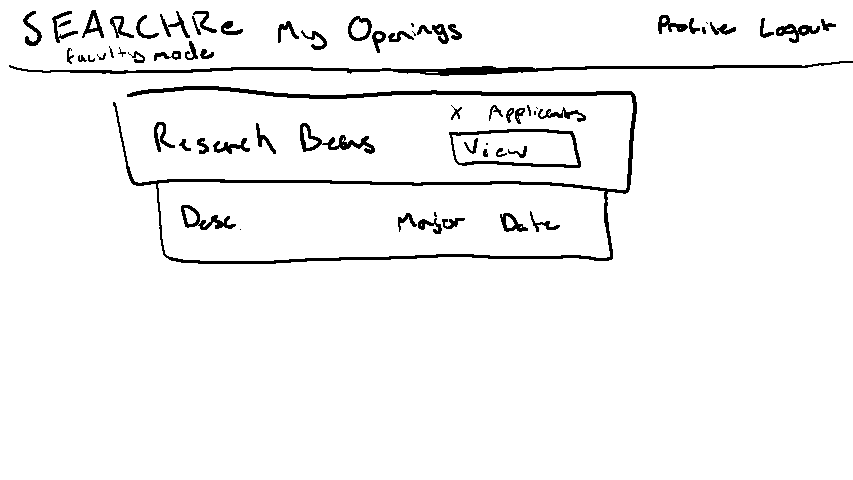 SEARCHRe My Openings Profile Logout
faculty mode
X Applicants
Research Beans
View
Desc Major Date